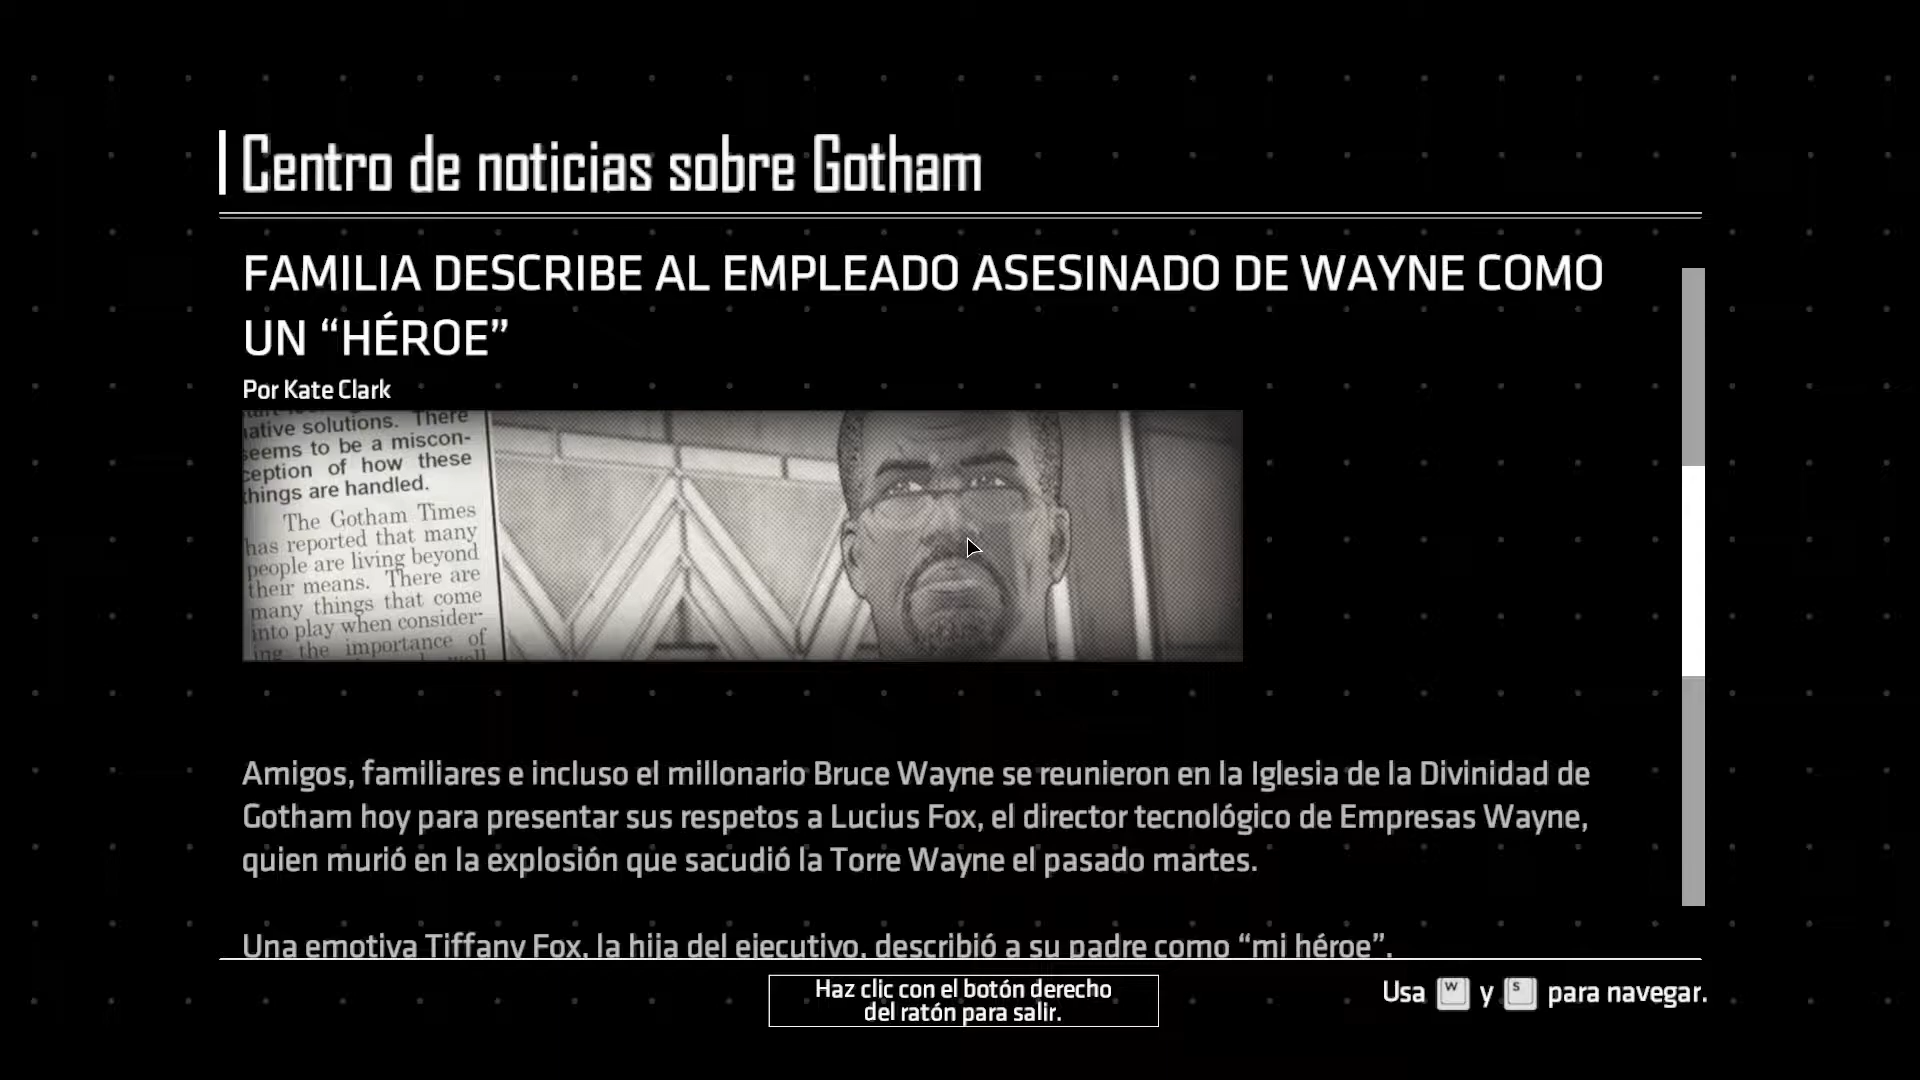 Centro de noticias sobre Gotham
FAMILIA DESCRIBE AL EMPLEADO ASESINADO DE WAYNE COMO
UN “HÉROE”
Por Kate Clark
native solutions. There
seems to be a miscon-
ception of how these
things are handled.
The Gotham Times
has reported that many
people are living beyond
their means. There are
many things that come
into play when consider-
ing the importance of
Amigos, familiares e incluso el millonario Bruce Wayne se reunieron en la Iglesia de la Divinidad de
Gotham hoy para presentar sus respetos a Lucius Fox, el director tecnológico de Empresas Wayne,
quien murió en la explosión que sacudió la Torre Wayne el pasado martes.
Una emotiva Tiffany Fox, la hija del ejecutivo, describió a su padre como “mi héroe”.
Haz clic con el botón derecho
del ratón para salir.
Usa W y S para navegar.